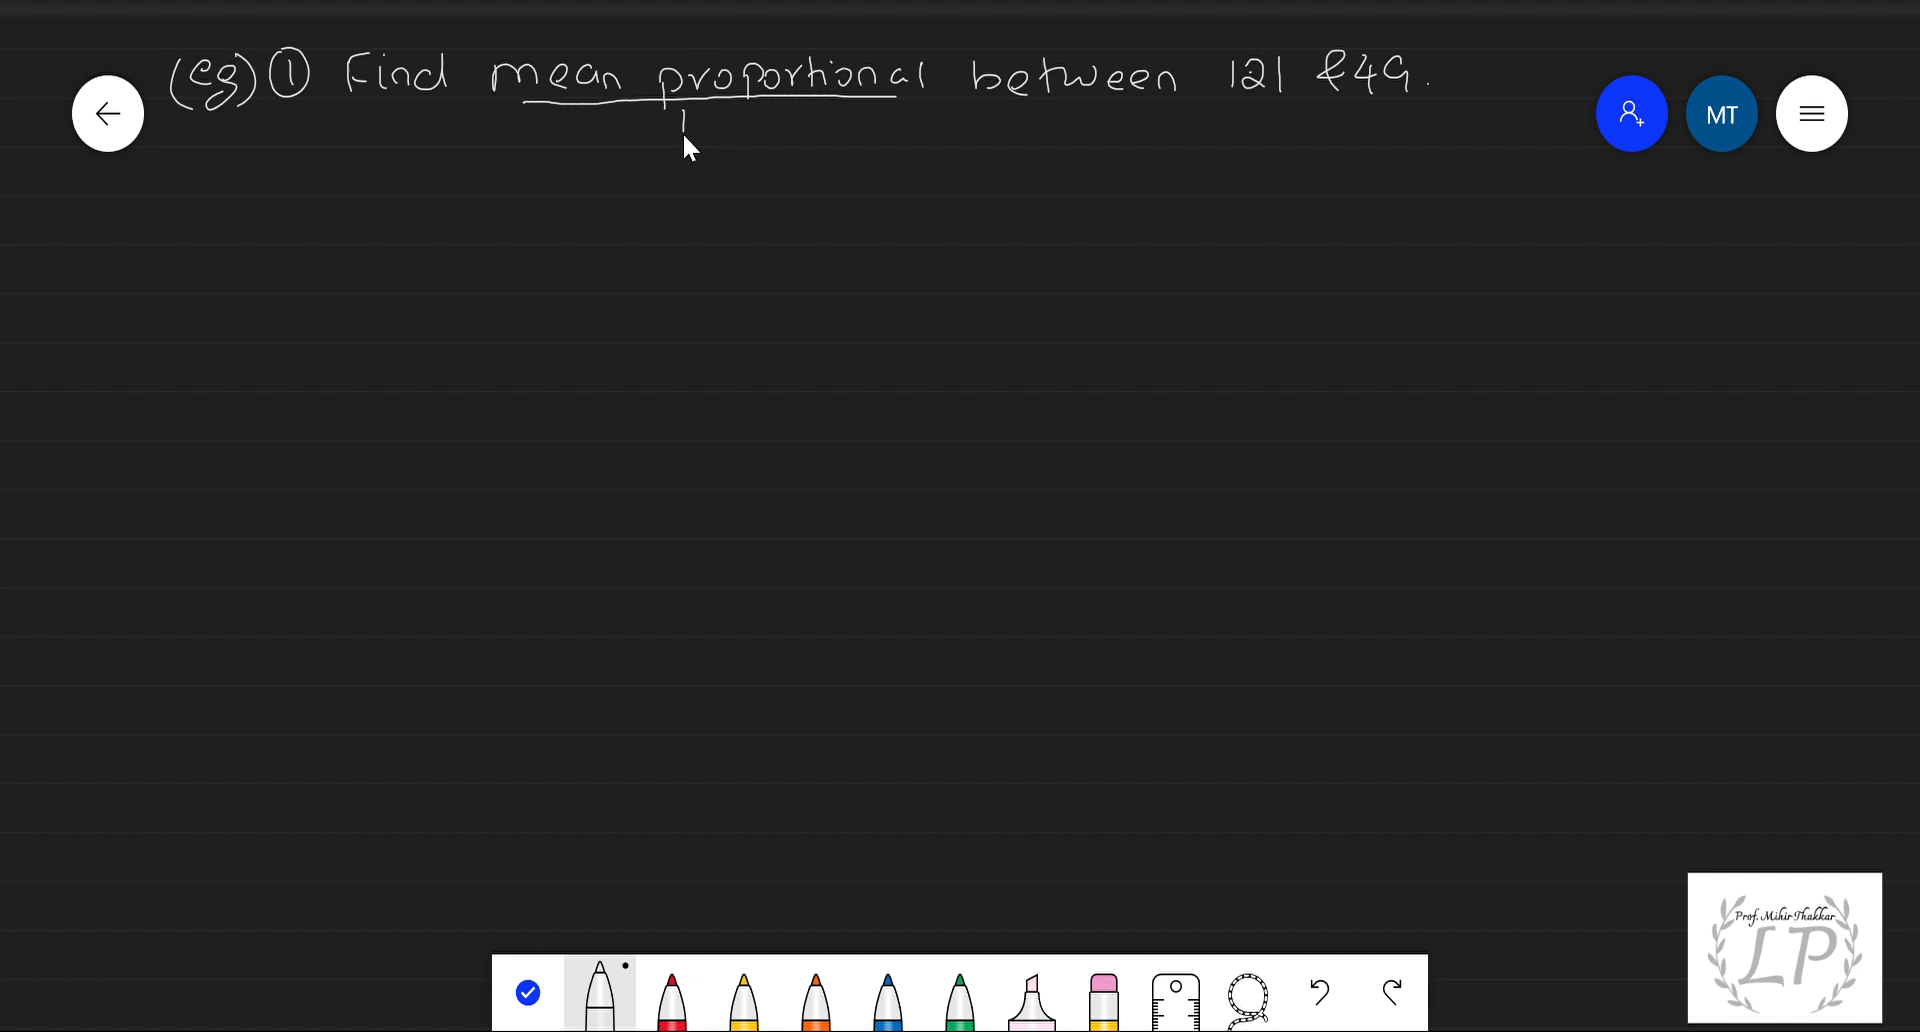 (eg) ① Find mean proportional between 121 & 49.
MT
Prof. Mihir Thakkar
LP